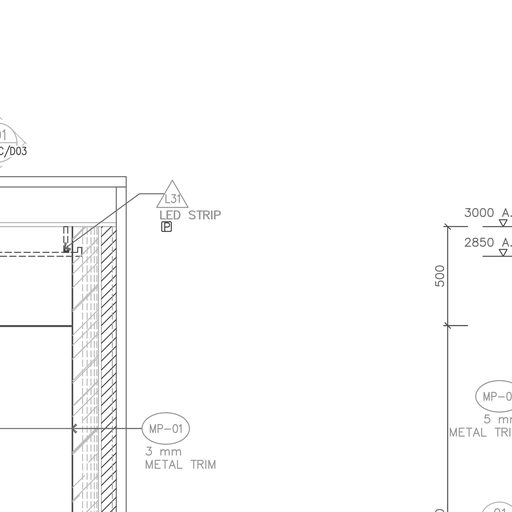 01
C/D03
L31
LED STRIP
P
3000 A.
2850 A.
500
MP-01
3 mm
METAL TRIM
MP-0
5 mm
METAL TRI